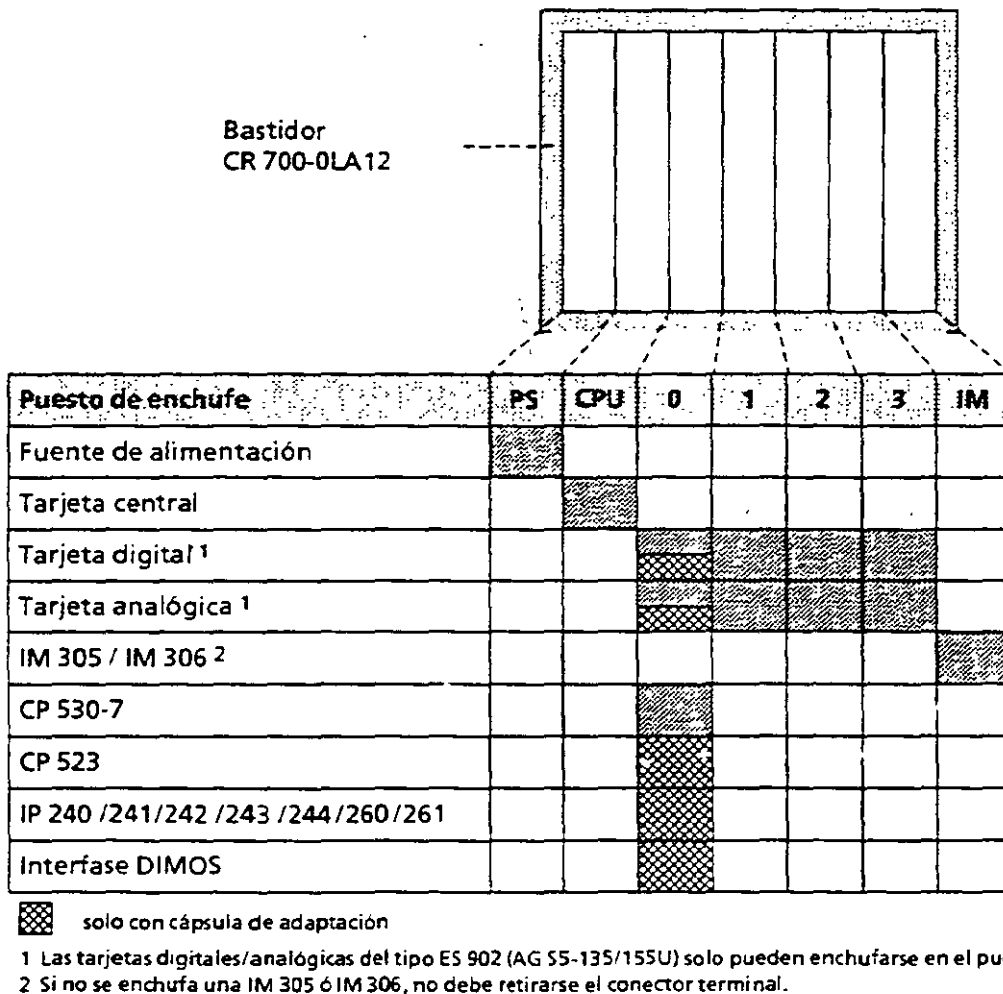 Bastidor
CR 700-0LA12
Puesto de enchufe PS CPU 0 1 2 3 IM
Fuente de alimentación
Tarjeta central
Tarjeta digital 1
Tarjeta analógica 1
IM 305 / IM 306 2
CP 530-7
CP 523
IP 240 /241/242 /243 /244/260/261
Interfase DIMOS
solo con cápsula de adaptación
1 Las tarjetas digitales/analógicas del tipo ES 902 (AG S5-135/155U) solo pueden enchufarse en el pu
2 Si no se enchufa una IM 305 ó IM 306, no debe retirarse el conector terminal.